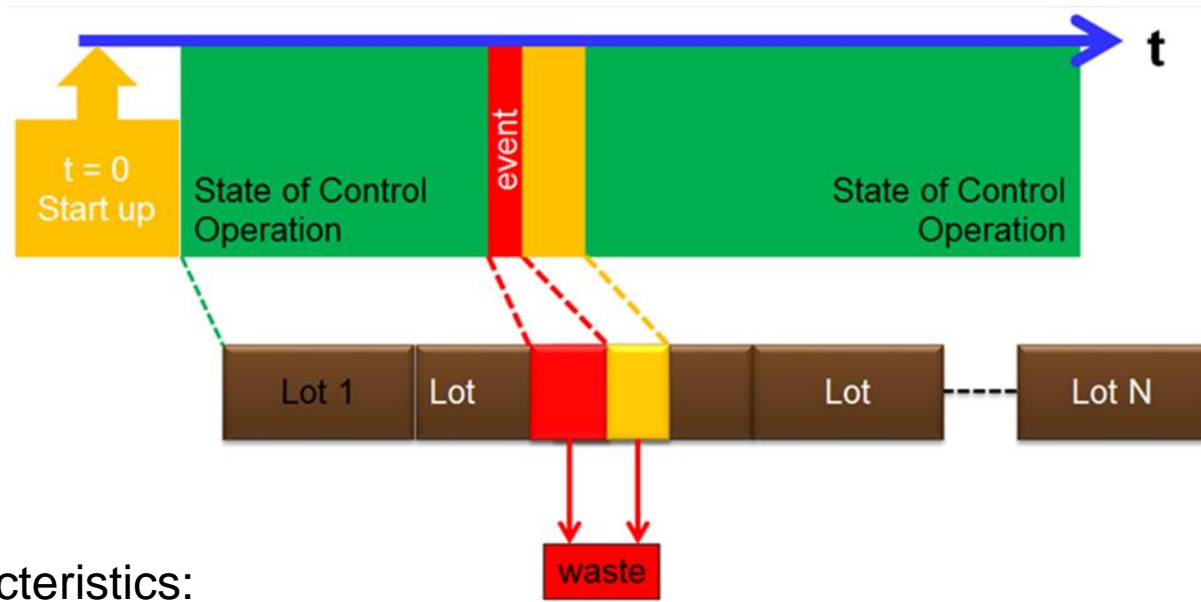 t
t = 0
Start up
State of Control
Operation
event
State of Control
Operation
Lot 1
Lot
Lot
Lot N
waste
cteristics: